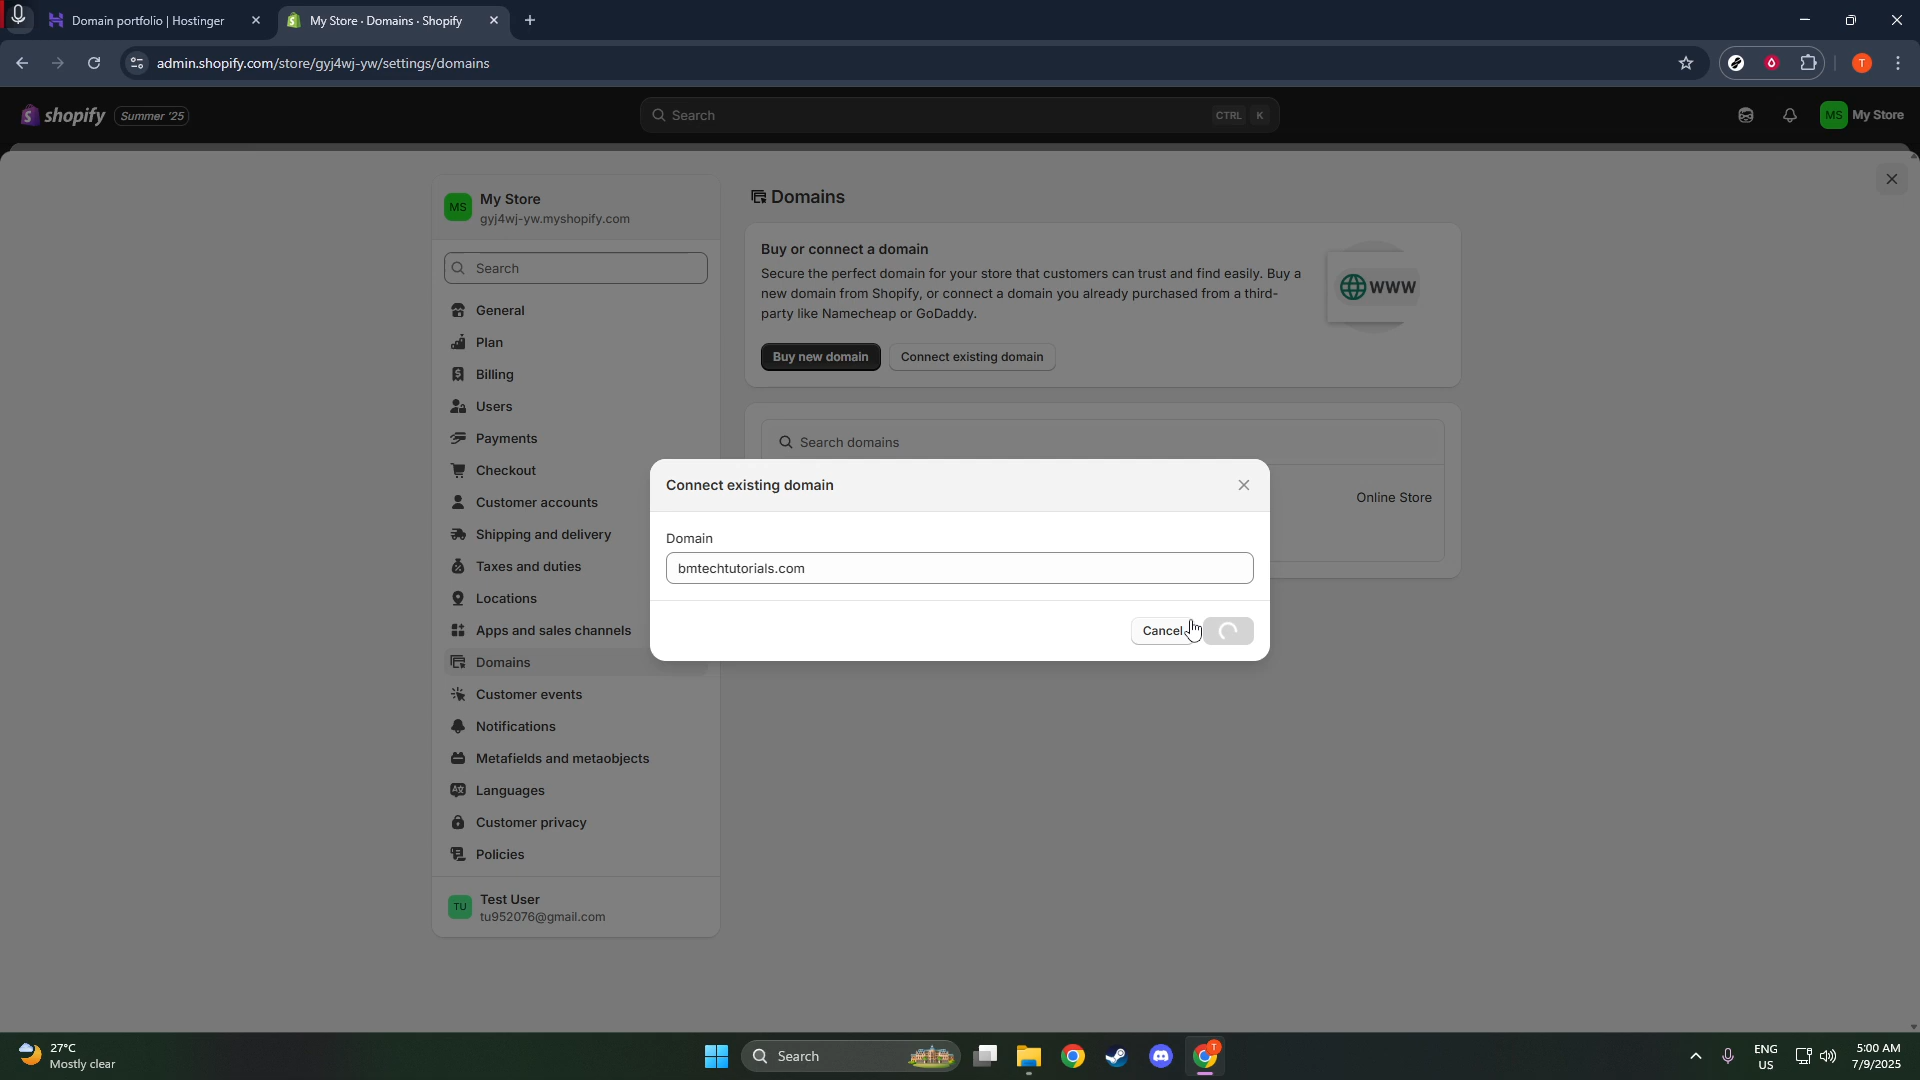 Domain portfolio | Hostinger
My Store · Domains · Shopify
admin.shopify.com/store/gyj4wj-yw/settings/domains
T
shopify
Summer '25
Search
CTRL K
MS
My Store
MS
My Store
gyj4wj-yw.myshopify.com
Search
General
Plan
Billing
Users
Payments
Checkout
Customer accounts
Shipping and delivery
Taxes and duties
Locations
Apps and sales channels
Domains
Customer events
Notifications
Metafields and metaobjects
Languages
Customer privacy
Policies
TU
Test User
tu952076@gmail.com
Domains
Buy or connect a domain
Secure the perfect domain for your store that customers can trust and find easily. Buy a
new domain from Shopify, or connect a domain you already purchased from a third-
party like Namecheap or GoDaddy.
WWW
Buy new domain
Connect existing domain
Search domains
Online Store
Connect existing domain
Domain
bmtechtutorials.com
Cancel
27°C
Mostly clear
Search
T
ENG
US
5:00 AM
7/9/2025